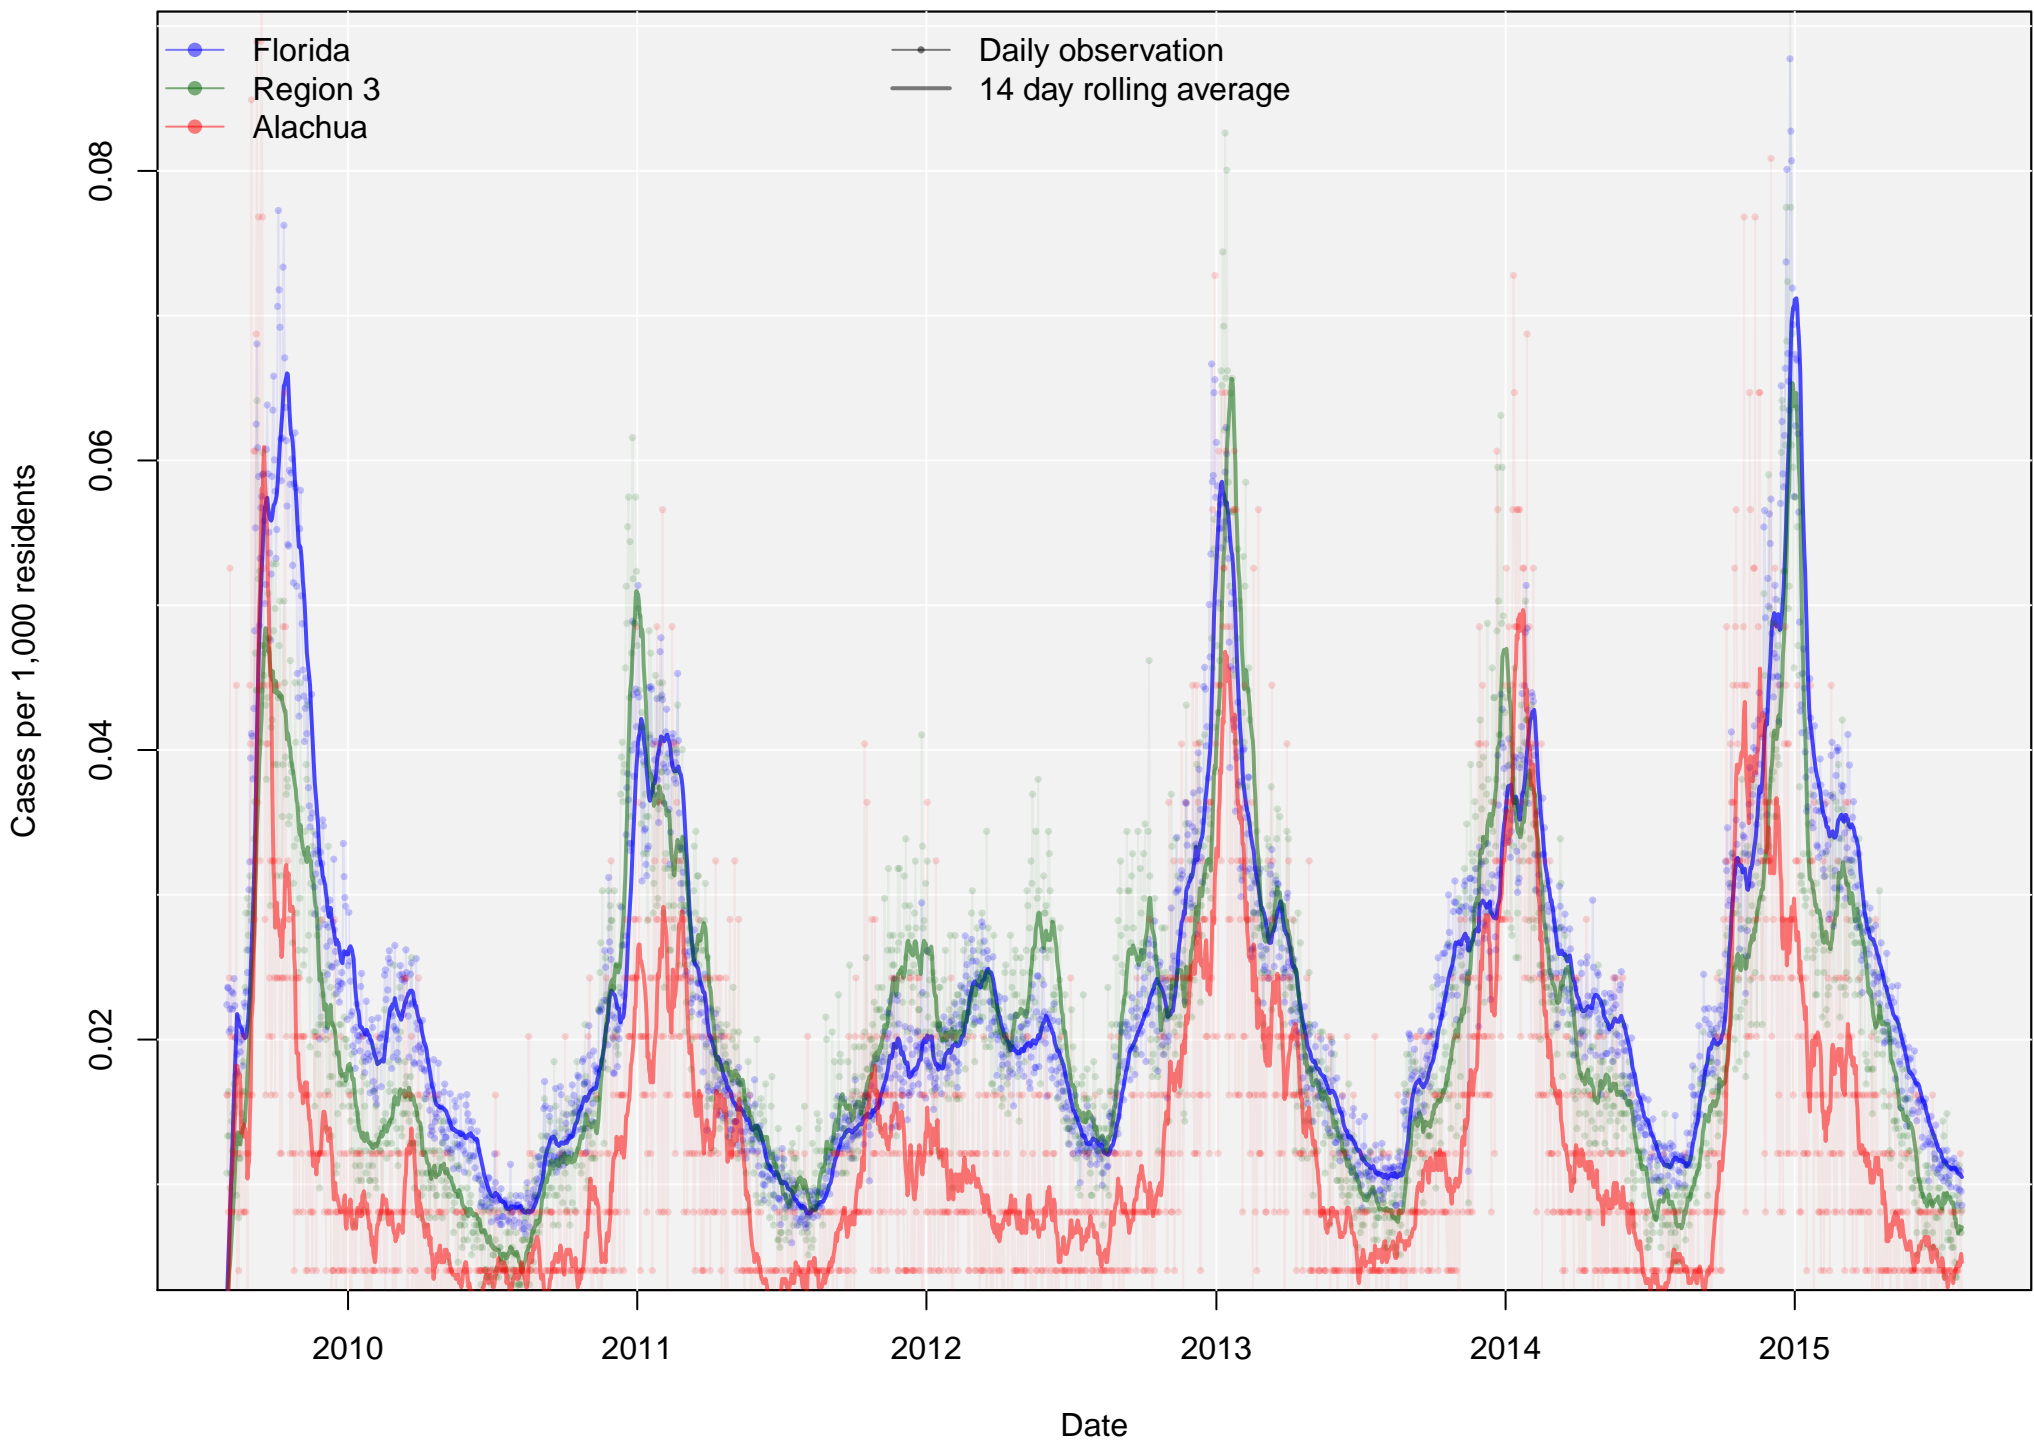 Florida
Region 3
Alachua
Daily observation
14 day rolling average
Cases per 1,000 residents
0.08
0.06
0.04
0.02
2010
2011
2012
2013
2014
2015
Date